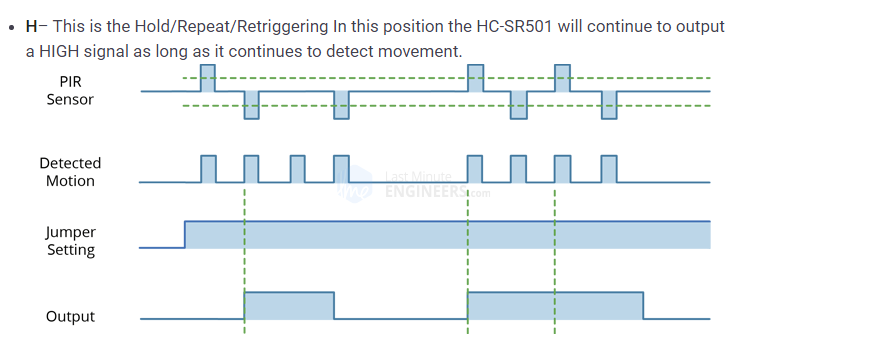 • H– This is the Hold/Repeat/Retriggering In this position the HC-SR501 will continue to output
a HIGH signal as long as it continues to detect movement.
PIR
Sensor
Detected
Motion
Last Minute
ENGINEERS.com
Jumper
Setting
Output